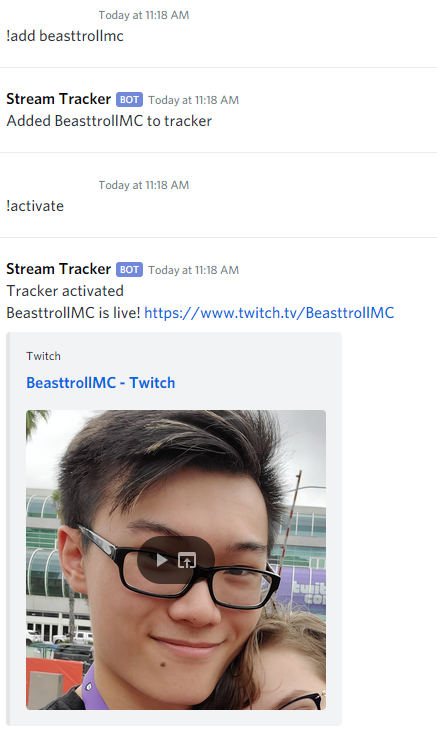 Today at 11:18 AM
!add beasttrollmc
Stream Tracker BOT Today at 11:18 AM
Added BeasttrollMC to tracker
Today at 11:18 AM
!activate
Stream Tracker BOT Today at 11:18 AM
Tracker activated
BeasttrollMC is live! https://www.twitch.tv/BeasttrollMC
Twitch
BeasttrollMC - Twitch